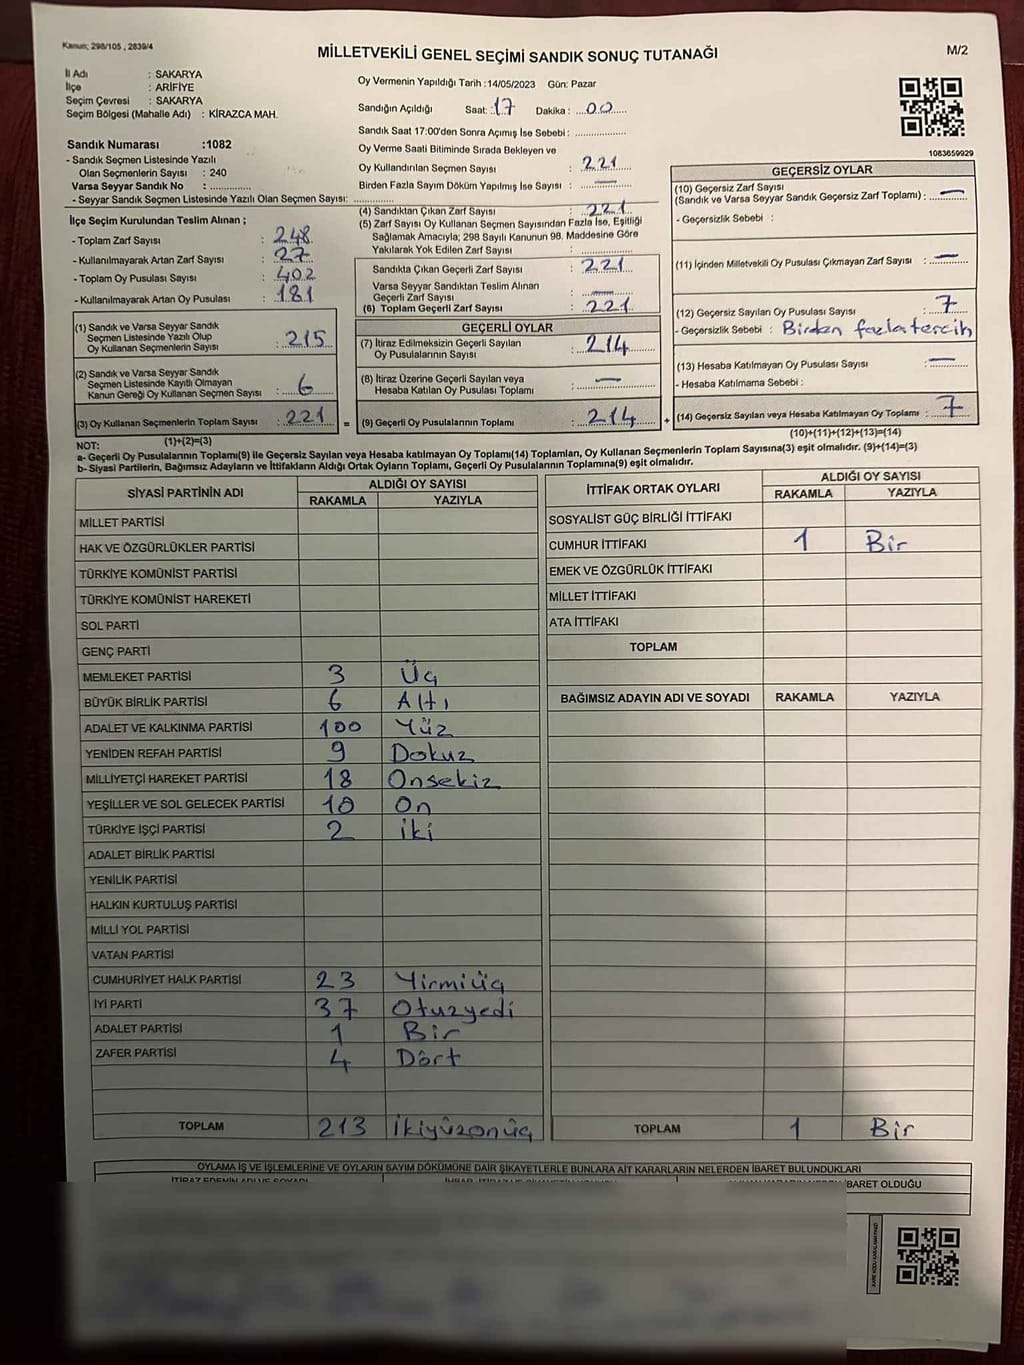 Kanun; 298/105 , 2839/4
MİLLETVEKİLİ GENEL SEÇİMİ SANDIK SONUÇ TUTANAĞI
M/2
İl Adı : SAKARYA
İlçe : ARİFİYE
Seçim Çevresi : SAKARYA
Seçim Bölgesi (Mahalle Adı) : KİRAZCA MAH.
Oy Vermenin Yapıldığı Tarih :14/05/2023 Gün: Pazar
Sandığın Açıldığı Saat: 17 Dakika : 00
Sandık Saat 17:00'den Sonra Açımış İse Sebebi :
Oy Verme Saati Bitiminde Sırada Bekleyen ve
Oy Kullandırılan Seçmen Sayısı : 221
Birden Fazla Sayım Döküm Yapılmış İse Sayısı : —
1083659929
Sandık Numarası :1082
- Sandık Seçmen Listesinde Yazılı
Olan Seçmenlerin Sayısı : 240
Varsa Seyyar Sandık No :
- Seyyar Sandık Seçmen Listesinde Yazılı Olan Seçmen Sayısı:
İlçe Seçim Kurulundan Teslim Alınan ;
- Toplam Zarf Sayısı : 248
- Kullanılmayarak Artan Zarf Sayısı : 27
- Toplam Oy Pusulası Sayısı : 402
- Kullanılmayarak Artan Oy Pusulası : 181
(1) Sandık ve Varsa Seyyar Sandık
Seçmen Listesinde Yazılı Olup
Oy Kullanan Seçmenlerin Sayısı : 215
(2) Sandık ve Varsa Seyyar Sandık
Seçmen Listesinde Kayıtlı Olmayan
Kanun Gereği Oy Kullanan Seçmen Sayısı : 6
(3) Oy Kullanan Seçmenlerin Toplam Sayısı : 221
(1)+(2)=(3)
(4) Sandıktan Çıkan Zarf Sayısı : 221
(5) Zarf Sayısı Oy Kullanan Seçmen Sayısından Fazla İse, Eşitliği
Sağlamak Amacıyla; 298 Sayılı Kanunun 98. Maddesine Göre
Yakılarak Yok Edilen Zarf Sayısı :
Sandıkta Çıkan Geçerli Zarf Sayısı : 221
Varsa Seyyar Sandıktan Teslim Alınan
Geçerli Zarf Sayısı : —
(6) Toplam Geçerli Zarf Sayısı : 221
GEÇERLİ OYLAR
(7) İtiraz Edilmeksizin Geçerli Sayılan
Oy Pusulalarının Sayısı : 214
(8) İtiraz Üzerine Geçerli Sayılan veya
Hesaba Katılan Oy Pusulası Toplamı : —
= (9) Geçerli Oy Pusulalarının Toplamı : 214
GEÇERSİZ OYLAR
(10) Geçersiz Zarf Sayısı
(Sandık ve Varsa Seyyar Sandık Geçersiz Zarf Toplamı) : —
- Geçersizlik Sebebi :
(11) İçinden Milletvekili Oy Pusulası Çıkmayan Zarf Sayısı : —
(12) Geçersiz Sayılan Oy Pusulası Sayısı : 7
- Geçersizlik Sebebi : Birden fazla tercih
(13) Hesaba Katılmayan Oy Pusulası Sayısı : —
- Hesaba Katılmama Sebebi :
+ (14) Geçersiz Sayılan veya Hesaba Katılmayan Oy Toplamı : 7
(10)+(11)+(12)+(13)=(14)
NOT:
a- Geçerli Oy Pusulalarının Toplamı(9) ile Geçersiz Sayılan veya Hesaba katılmayan Oy Toplamı(14) Toplamları, Oy Kullanan Seçmenlerin Toplam Sayısına(3) eşit olmalıdır. (9)+(14)=(3)
b- Siyasi Partilerin, Bağımsız Adayların ve İttifakların Aldığı Ortak Oyların Toplamı, Geçerli Oy Pusulalarının Toplamına(9) eşit olmalıdır.
SİYASİ PARTİNİN ADI ALDIĞI OY SAYISI
RAKAMLA YAZIYLA
MİLLET PARTİSİ
HAK VE ÖZGÜRLÜKLER PARTİSİ
TÜRKİYE KOMÜNİST PARTİSİ
TÜRKİYE KOMÜNİST HAREKETİ
SOL PARTİ
GENÇ PARTİ
MEMLEKET PARTİSİ 3 Üç
BÜYÜK BİRLİK PARTİSİ 6 Altı
ADALET VE KALKINMA PARTİSİ 100 Yüz
YENİDEN REFAH PARTİSİ 9 Dokuz
MİLLİYETÇİ HAREKET PARTİSİ 18 Onsekiz
YEŞİLLER VE SOL GELECEK PARTİSİ 10 On
TÜRKİYE İŞÇİ PARTİSİ 2 iki
ADALET BİRLİK PARTİSİ
YENİLİK PARTİSİ
HALKIN KURTULUŞ PARTİSİ
MİLLİ YOL PARTİSİ
VATAN PARTİSİ
CUMHURİYET HALK PARTİSİ 23 Yirmiüç
İYİ PARTİ 37 Otuzyedi
ADALET PARTİSİ 1 Bir
ZAFER PARTİSİ 4 Dört
TOPLAM 213 İkiyüzonüç
İTTİFAK ORTAK OYLARI ALDIĞI OY SAYISI
RAKAMLA YAZIYLA
SOSYALİST GÜÇ BİRLİĞİ İTTİFAKI
CUMHUR İTTİFAKI 1 Bir
EMEK VE ÖZGÜRLÜK İTTİFAKI
MİLLET İTTİFAKI
ATA İTTİFAKI
TOPLAM
BAĞIMSIZ ADAYIN ADI VE SOYADI RAKAMLA YAZIYLA
TOPLAM 1 Bir
OYLAMA İŞ VE İŞLEMLERİNE VE OYLARIN SAYIM DÖKÜMÜNE DAİR ŞİKAYETLERLE BUNLARA AİT KARARLARIN NELERDEN İBARET BULUNDUKLARI
İTİRAZ EDENİN ADI VE SOYADI
İBARET OLDUĞU